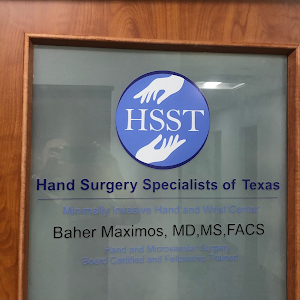 HSST
Hand Surgery Specialists of Texas
Minimally Invasive Hand and Wrist Center
Baher Maximos, MD,MS,FACS
Hand and Microvascular Surgery
Board Certified and Fellowship Trained